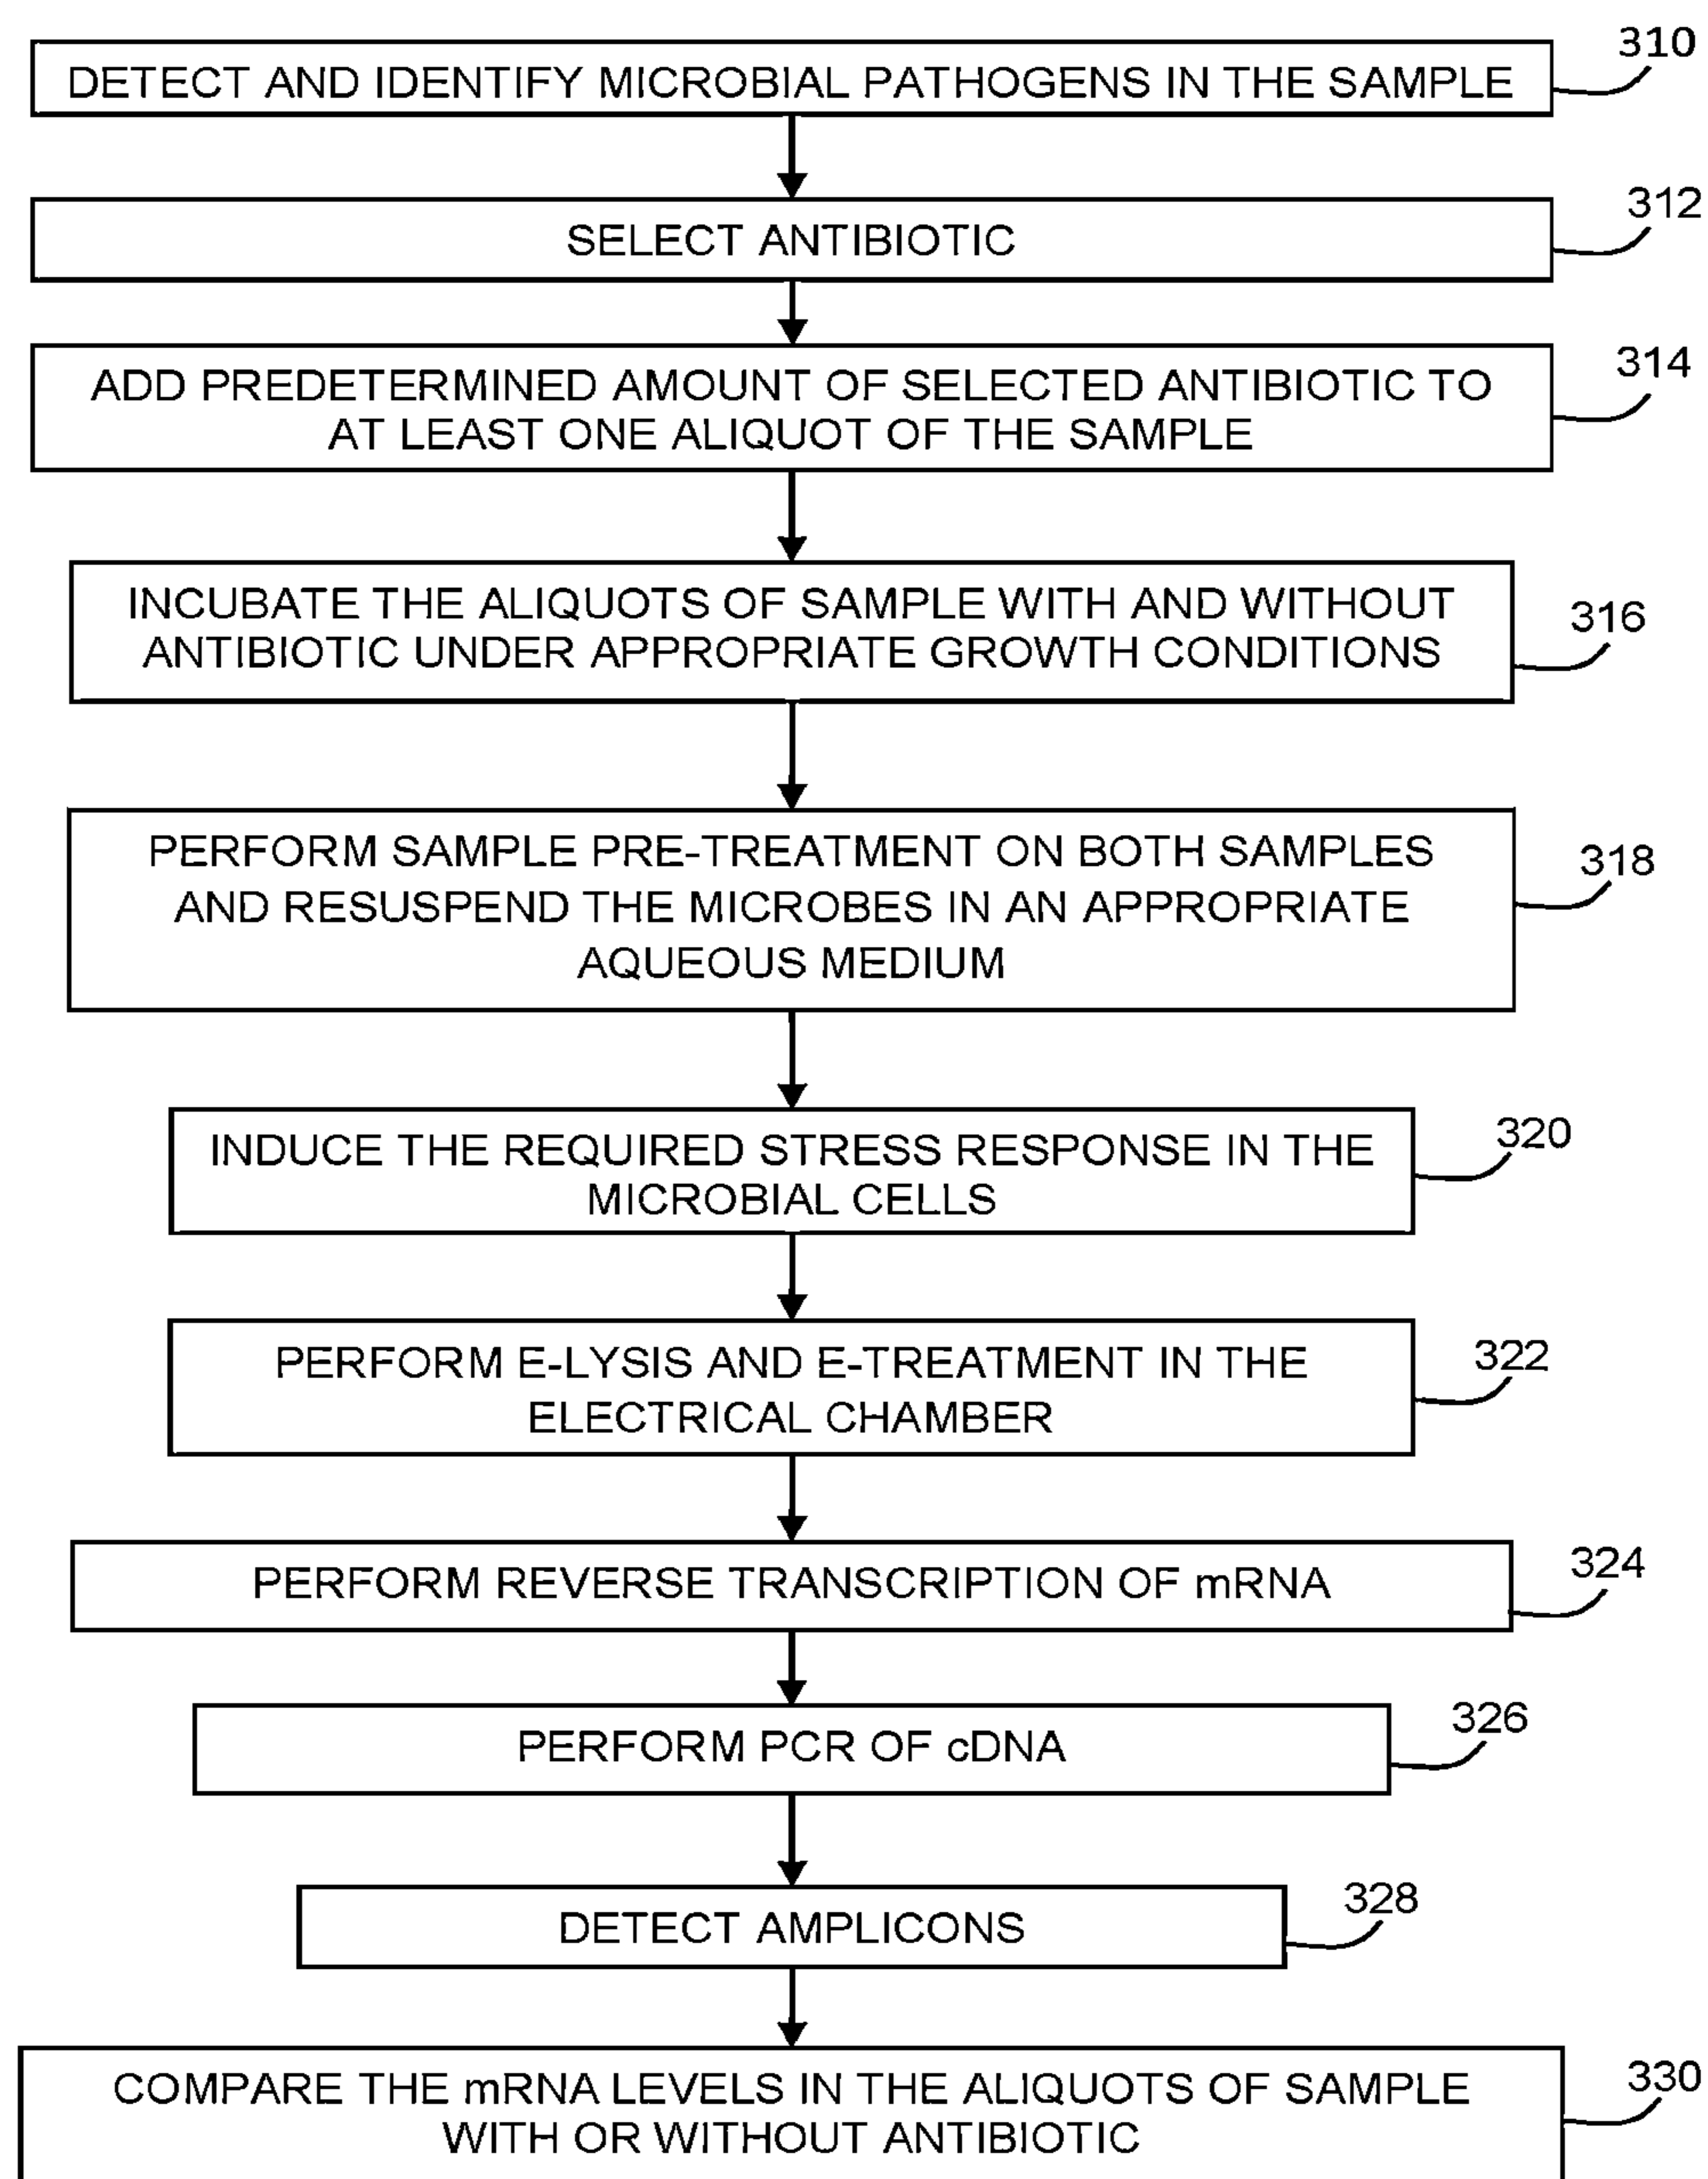 310
DETECT AND IDENTIFY MICROBIAL PATHOGENS IN THE SAMPLE
312
SELECT ANTIBIOTIC
314
ADD PREDETERMINED AMOUNT OF SELECTED ANTIBIOTIC TO
AT LEAST ONE ALIQUOT OF THE SAMPLE
316
INCUBATE THE ALIQUOTS OF SAMPLE WITH AND WITHOUT
ANTIBIOTIC UNDER APPROPRIATE GROWTH CONDITIONS
318
PERFORM SAMPLE PRE-TREATMENT ON BOTH SAMPLES
AND RESUSPEND THE MICROBES IN AN APPROPRIATE
AQUEOUS MEDIUM
320
INDUCE THE REQUIRED STRESS RESPONSE IN THE
MICROBIAL CELLS
322
PERFORM E-LYSIS AND E-TREATMENT IN THE
ELECTRICAL CHAMBER
324
PERFORM REVERSE TRANSCRIPTION OF mRNA
326
PERFORM PCR OF cDNA
328
DETECT AMPLICONS
330
COMPARE THE mRNA LEVELS IN THE ALIQUOTS OF SAMPLE
WITH OR WITHOUT ANTIBIOTIC